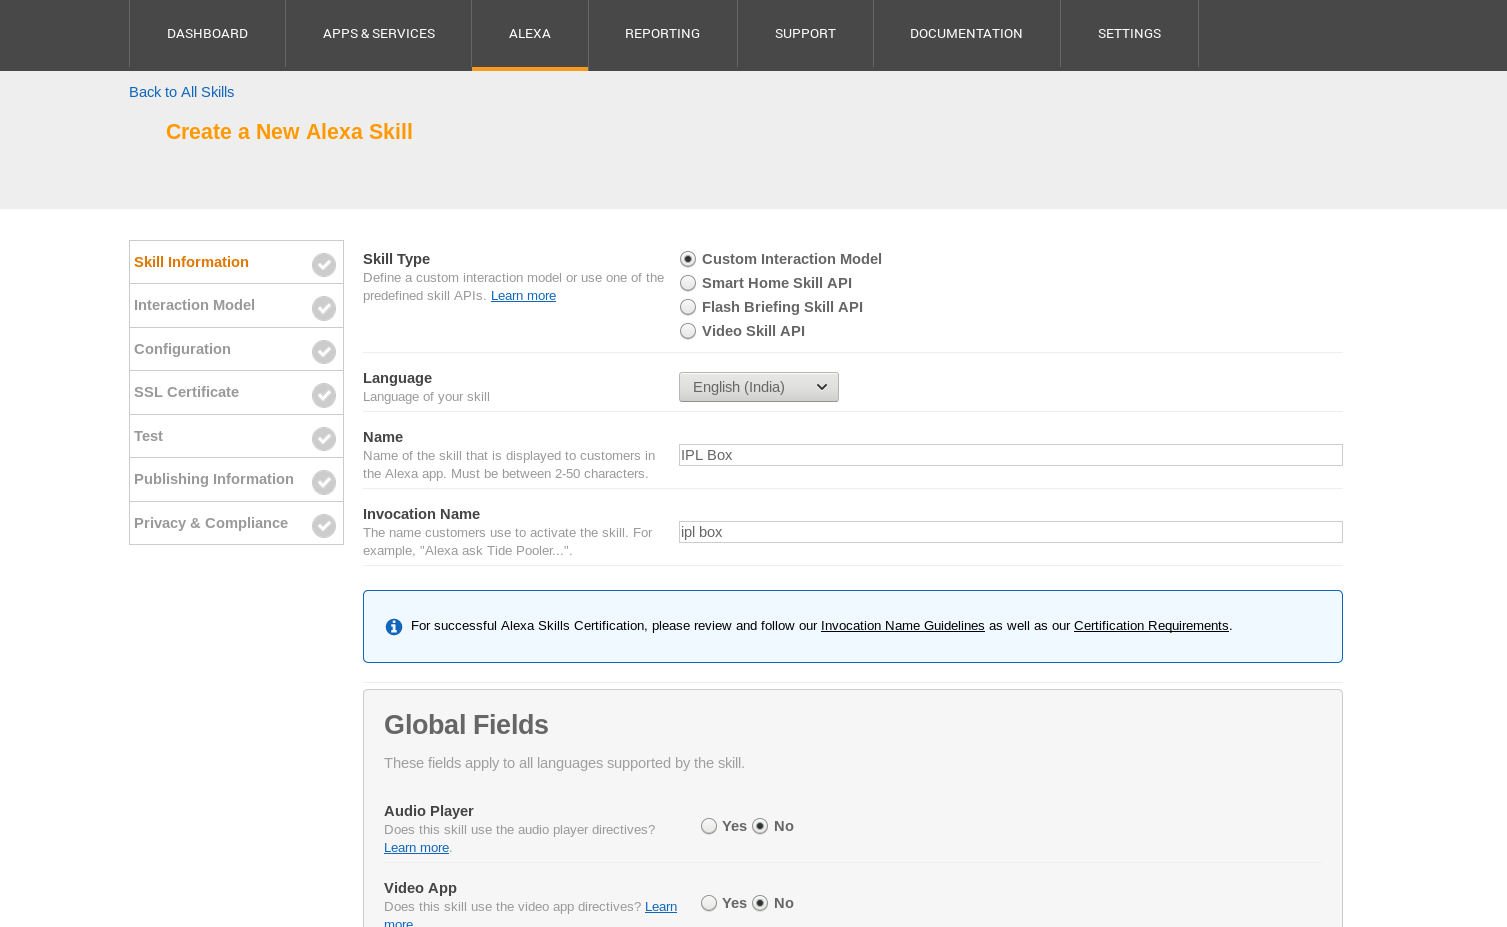 DASHBOARD APPS & SERVICES ALEXA REPORTING SUPPORT DOCUMENTATION SETTINGS
Back to All Skills
Create a New Alexa Skill
Skill Information
Interaction Model
Configuration
SSL Certificate
Test
Publishing Information
Privacy & Compliance
Skill Type
Define a custom interaction model or use one of the
predefined skill APIs. Learn more
Custom Interaction Model
Smart Home Skill API
Flash Briefing Skill API
Video Skill API
Language
Language of your skill
English (India)
Name
Name of the skill that is displayed to customers in
the Alexa app. Must be between 2-50 characters.
IPL Box
Invocation Name
The name customers use to activate the skill. For
example, "Alexa ask Tide Pooler...".
ipl box
For successful Alexa Skills Certification, please review and follow our Invocation Name Guidelines as well as our Certification Requirements.
Global Fields
These fields apply to all languages supported by the skill.
Audio Player
Does this skill use the audio player directives?
Learn more.
Yes No
Video App
Does this skill use the video app directives? Learn
more
Yes No